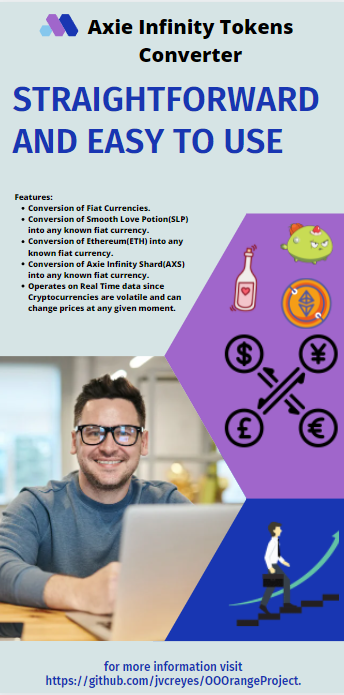 Axie Infinity Tokens
Converter
STRAIGHTFORWARD
AND EASY TO USE
Features:
• Conversion of Fiat Currencies.
• Conversion of Smooth Love Potion(SLP)
into any known fiat currency.
• Conversion of Ethereum(ETH) into any
known fiat currency.
• Conversion of Axie Infinity Shard(AXS)
into any known fiat currency.
• Operates on Real Time data since
Cryptocurrencies are volatile and can
change prices at any given moment.
$ ¥
£ €
for more information visit
https://github.com/jvcreyes/OOOrangeProject.